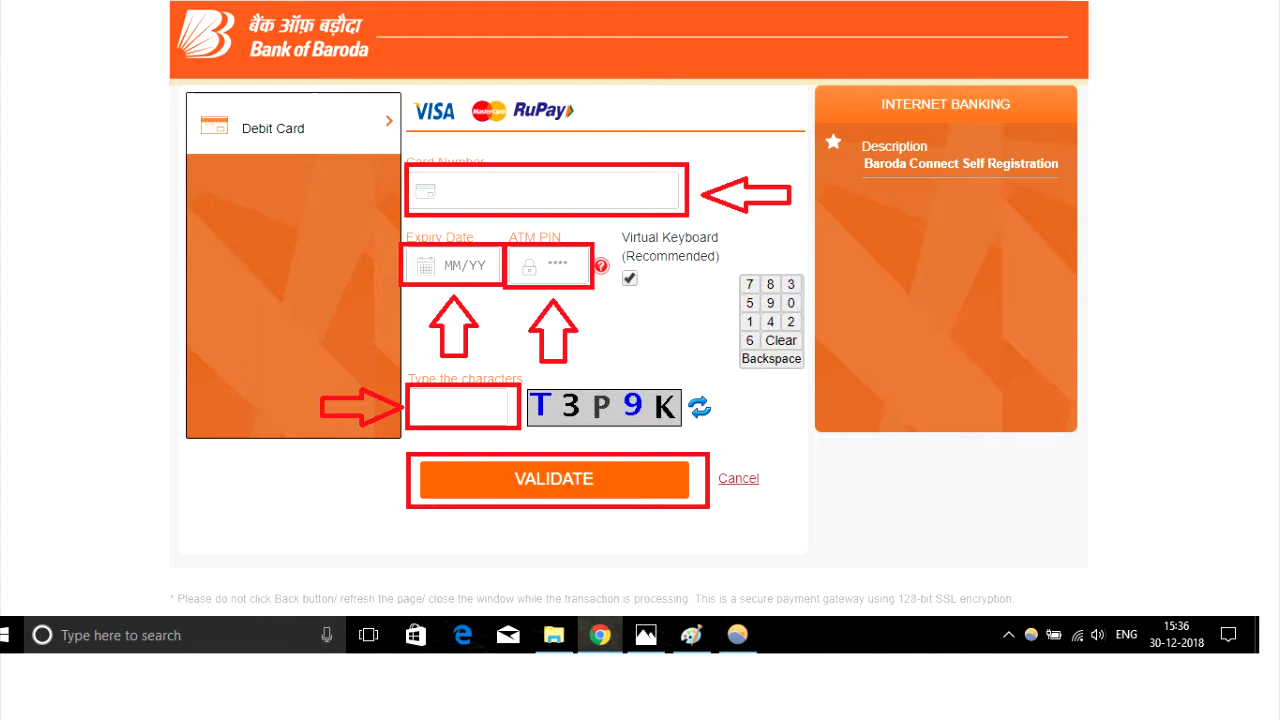 बैंक ऑफ़ बड़ौदा
Bank of Baroda
Debit Card
VISA MasterCard RuPay
INTERNET BANKING
Description
Baroda Connect Self Registration
Card Number
Expiry Date ATM PIN Virtual Keyboard
(Recommended)
MM/YY ****
7 8 3
5 9 0
1 4 2
6 Clear
Backspace
Type the characters
T 3 P 9 K
VALIDATE Cancel
* Please do not click Back button/ refresh the page/ close the window while the transaction is processing. This is a secure payment gateway using 128-bit SSL encryption.
Type here to search
ENG
15:36
30-12-2018